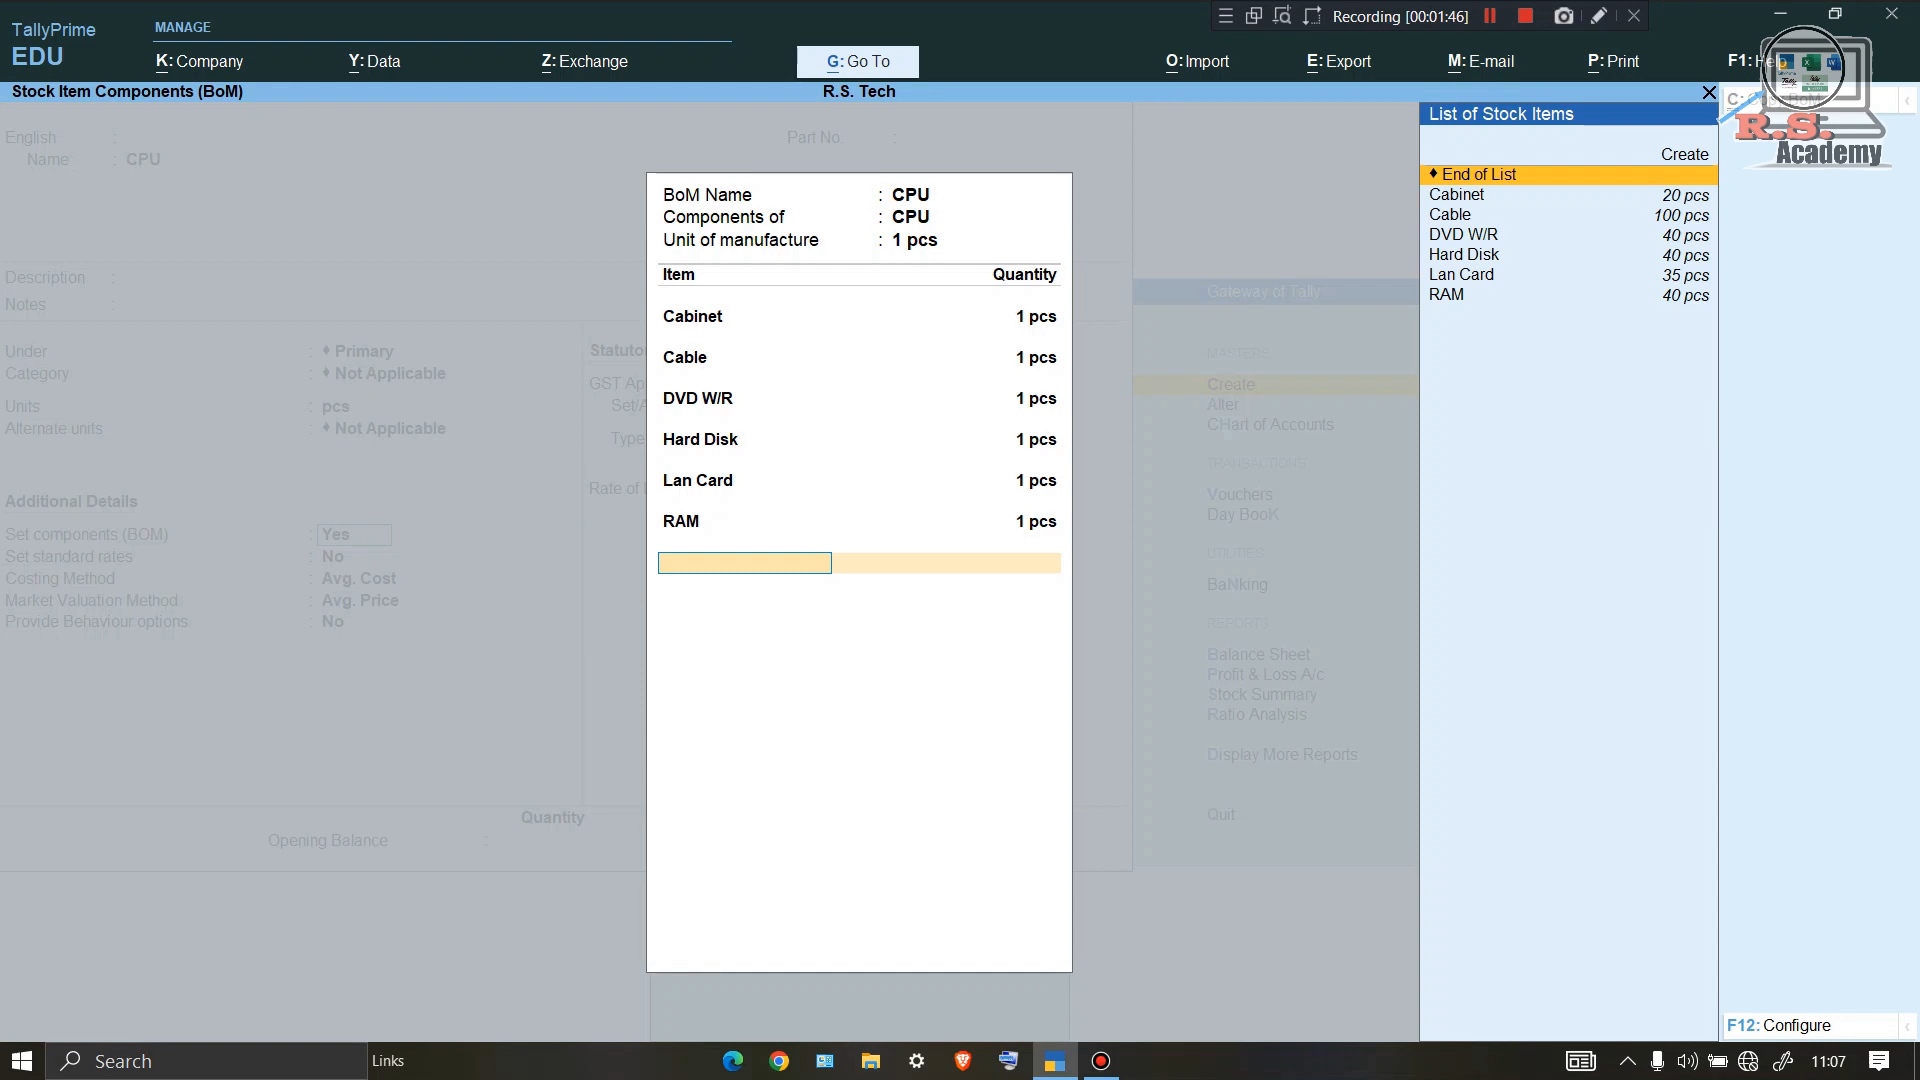 TallyPrime
EDU
MANAGE
K: Company
Y: Data
Z: Exchange
G: Go To
O: Import
E: Export
M: E-mail
P: Print
F1: Help
Recording [00:01:46]
Stock Item Components (BoM)
R.S. Tech
R.S.
Academy
English :
Name : CPU
Part No. :
Description :
Notes :
Under : ♦ Primary
Category : ♦ Not Applicable
Units : pcs
Alternate units : ♦ Not Applicable
Additional Details
Set components (BOM) : Yes
Set standard rates : No
Costing Method : Avg. Cost
Market Valuation Method : Avg. Price
Provide Behaviour options : No
Quantity
Opening Balance :
BoM Name : CPU
Components of : CPU
Unit of manufacture : 1 pcs
Item Quantity
Cabinet 1 pcs
Cable 1 pcs
DVD W/R 1 pcs
Hard Disk 1 pcs
Lan Card 1 pcs
RAM 1 pcs
Gateway of Tally
MASTERS
Create
Alter
CHart of Accounts
TRANSACTIONS
Vouchers
Day BooK
UTILITIES
BaNking
REPORTS
Balance Sheet
Profit & Loss A/c
Stock Summary
Ratio Analysis
Display More Reports
Quit
List of Stock Items
Create
♦ End of List
Cabinet 20 pcs
Cable 100 pcs
DVD W/R 40 pcs
Hard Disk 40 pcs
Lan Card 35 pcs
RAM 40 pcs
F12: Configure
Search
Links
11:07